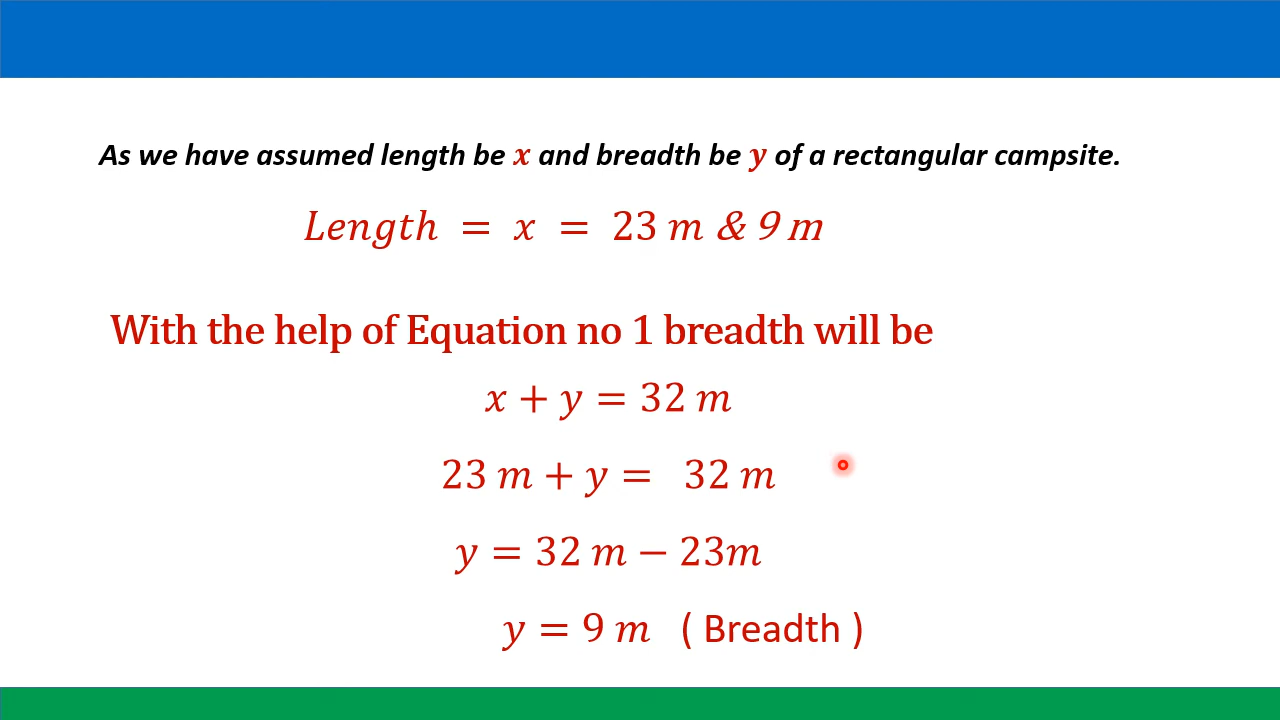 As we have assumed length be x and breadth be y of a rectangular campsite.
Length = x = 23 m & 9 m
With the help of Equation no 1 breadth will be
x + y = 32 m
23 m + y = 32 m
y = 32 m − 23m
y = 9 m ( Breadth )